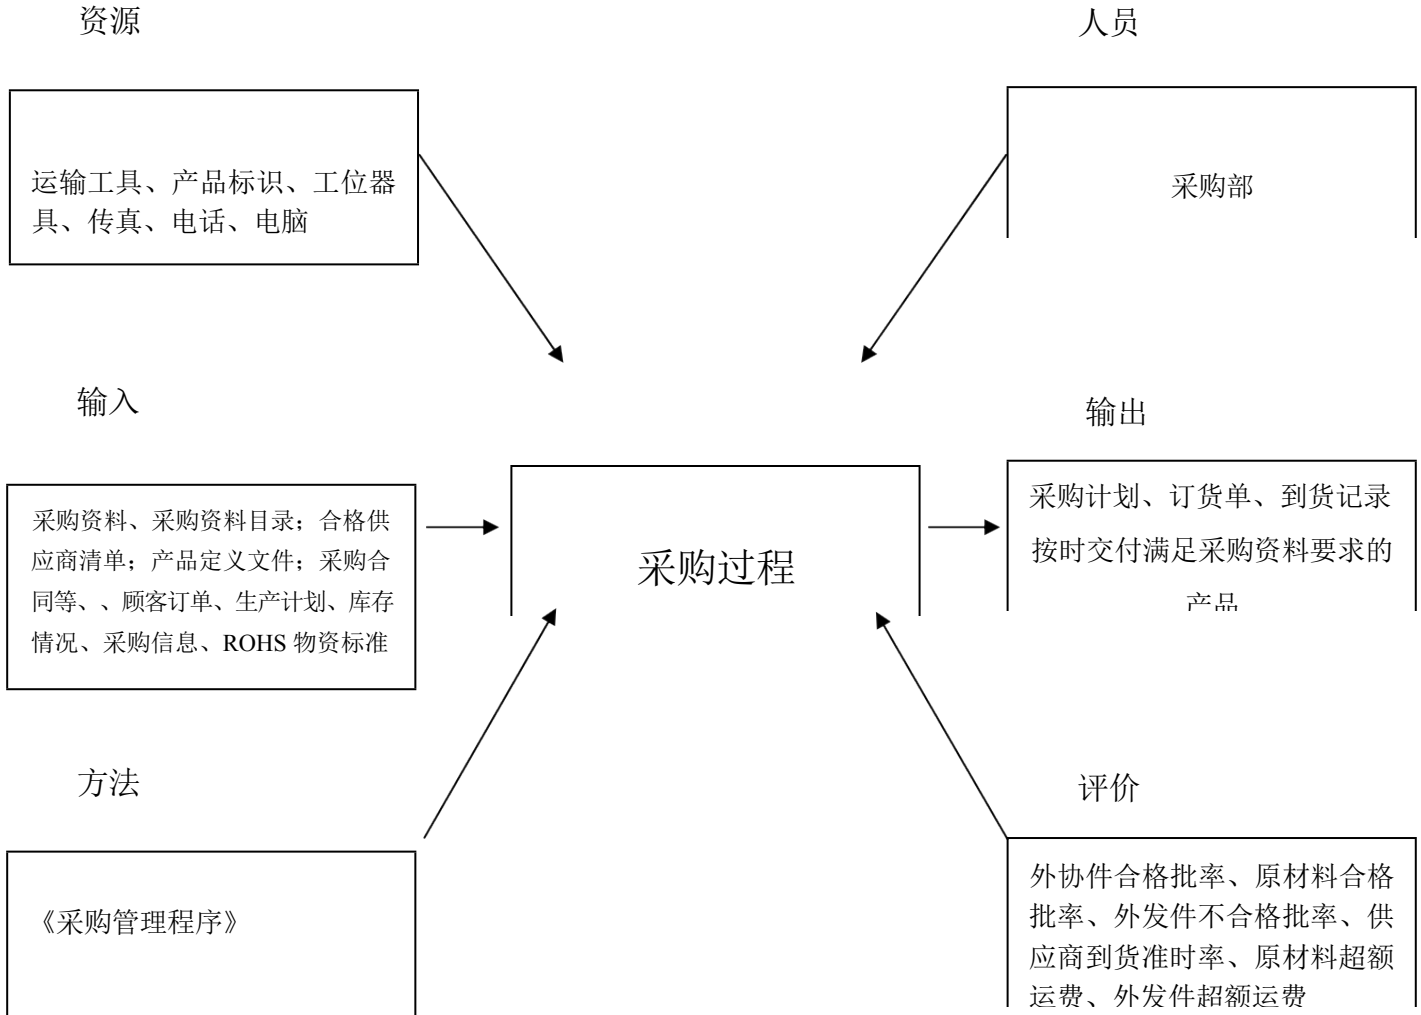 资源
人员
运输工具、产品标识、工位器
具、传真、电话、电脑
采购部
输入
输出
采购资料、采购资料目录；合格供
应商清单；产品定义文件；采购合
同等、、顾客订单、生产计划、库存
情况、采购信息、ROHS 物资标准
采购过程
采购计划、订货单、到货记录
按时交付满足采购资料要求的
产品
方法
评价
《采购管理程序》
外协件合格批率、原材料合格
批率、外发件不合格批率、供
应商到货准时率、原材料超额
运费、外发件超额运费